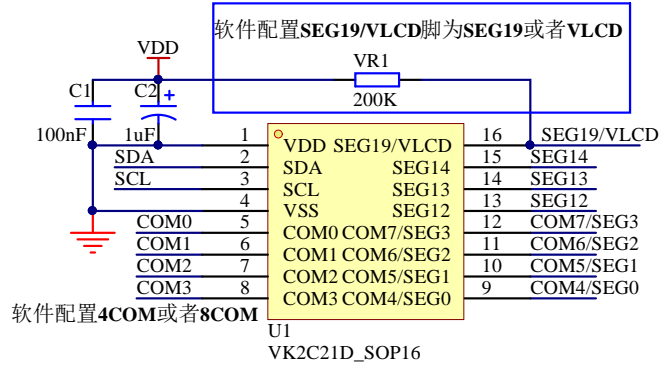 软件配置SEG19/VLCD脚为SEG19或者VLCD
VDD
VR1
200K
C1
C2
+
100nF
1uF
1
VDD
SEG19/VLCD
16
SEG19/VLCD
SDA
2
SDA
SEG14
15
SEG14
SCL
3
SCL
SEG13
14
SEG13
4
VSS
SEG12
13
SEG12
COM0
5
COM0
COM7/SEG3
12
COM7/SEG3
COM1
6
COM1
COM6/SEG2
11
COM6/SEG2
COM2
7
COM2
COM5/SEG1
10
COM5/SEG1
COM3
8
COM3
COM4/SEG0
9
COM4/SEG0
软件配置4COM或者8COM
U1
VK2C21D_SOP16